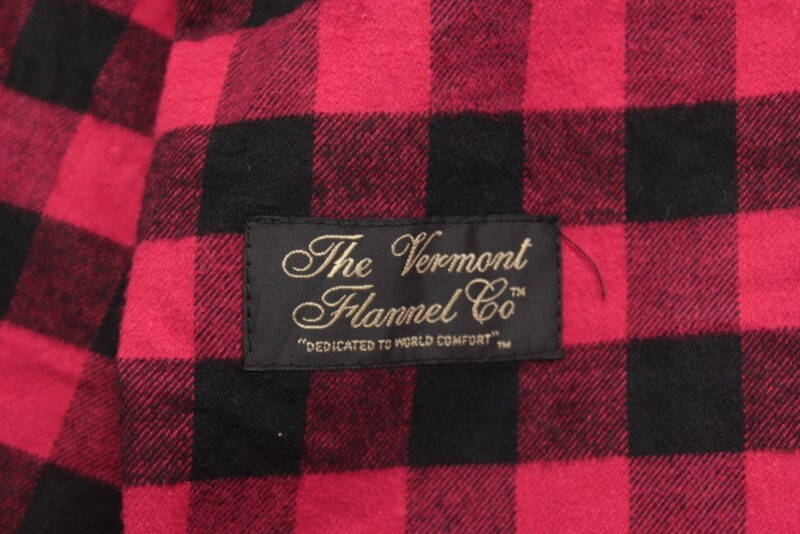 The Vermont
Flannel Co™
"DEDICATED TO WORLD COMFORT"™